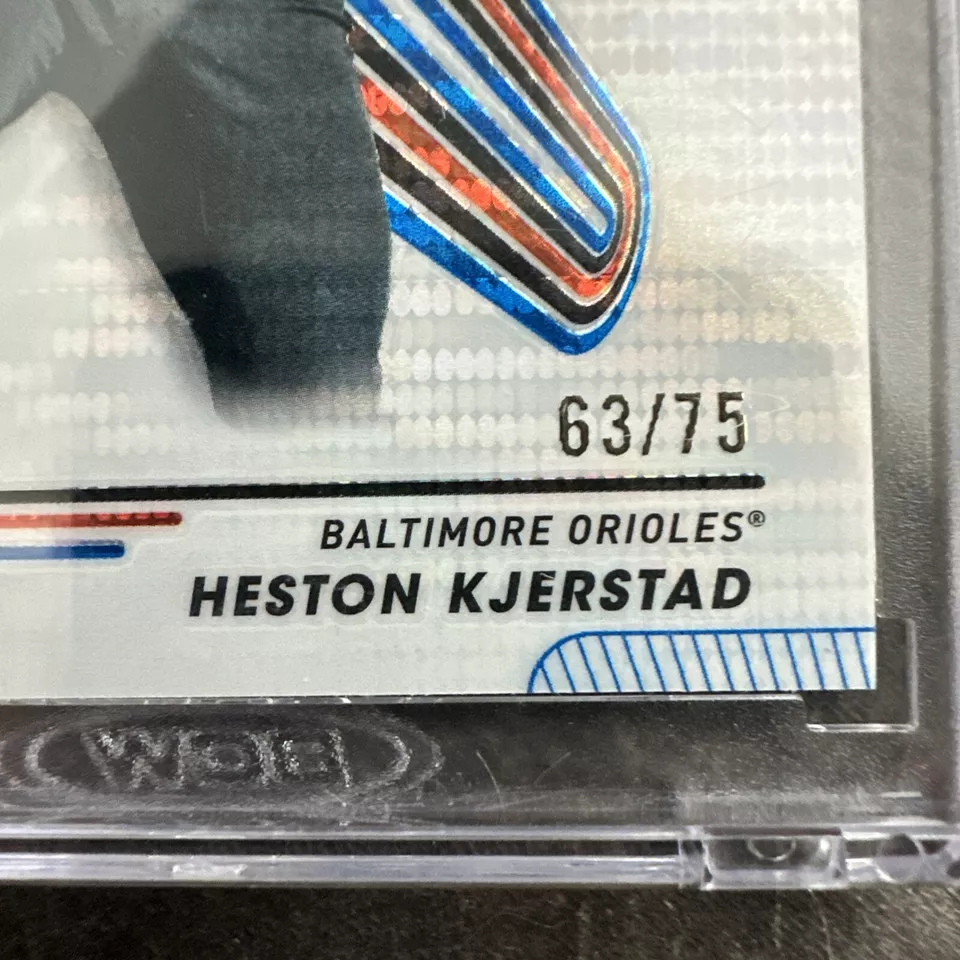 63/75
BALTIMORE ORIOLES®
HESTON KJERSTAD